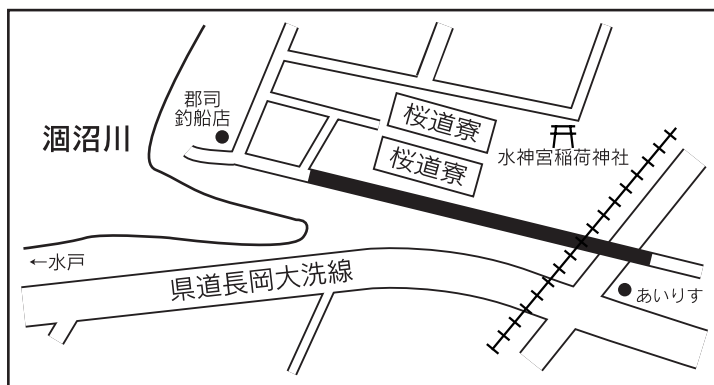 郡司
釣船店
涸沼川
桜道寮
桜道寮
水神宮稲荷神社
←水戸
県道長岡大洗線
あいりす